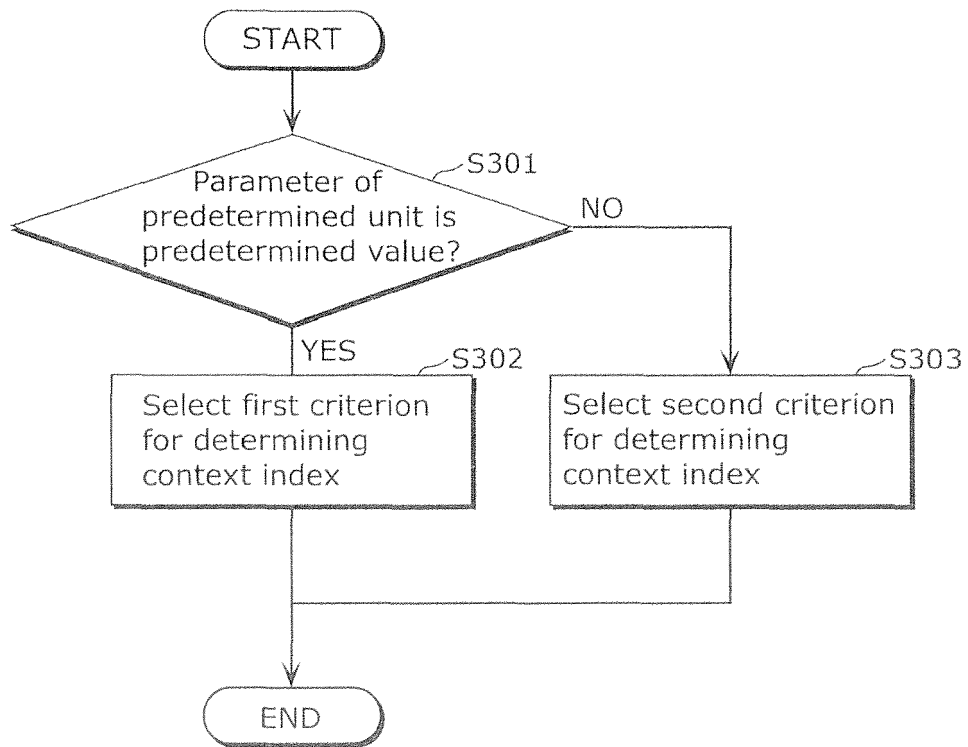 START
S301
Parameter of
predetermined unit is
predetermined value?
NO
YES
S302
Select first criterion
for determining
context index
S303
Select second criterion
for determining
context index
END